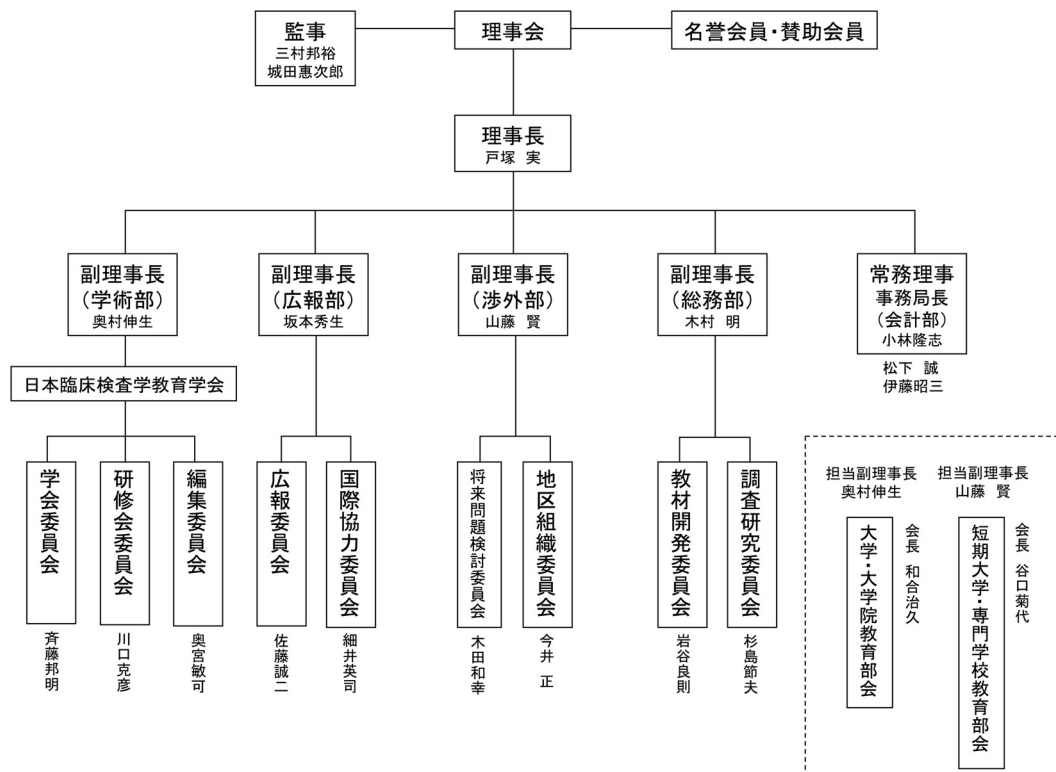 監事
三村邦裕
城田惠次郎
理事会
名誉会員・賛助会員
理事長
戸塚 実
副理事長
（学術部）
奥村伸生
副理事長
（広報部）
坂本秀生
副理事長
（渉外部）
山藤 賢
副理事長
（総務部）
木村 明
常務理事
事務局長
（会計部）
小林隆志
松下 誠
伊藤昭三
日本臨床検査学教育学会
学会委員会
斉藤邦明
研修会委員会
川口克彦
編集委員会
奥宮敏可
広報委員会
佐藤誠二
国際協力委員会
細井英司
将来問題検討委員会
木田和幸
地区組織委員会
今井 正
教材開発委員会
岩谷良則
調査研究委員会
杉島節夫
担当副理事長
奥村伸生
大学・大学院教育部会
会長 和合治久
担当副理事長
山藤 賢
短期大学・専門学校教育部会
会長 谷口菊代